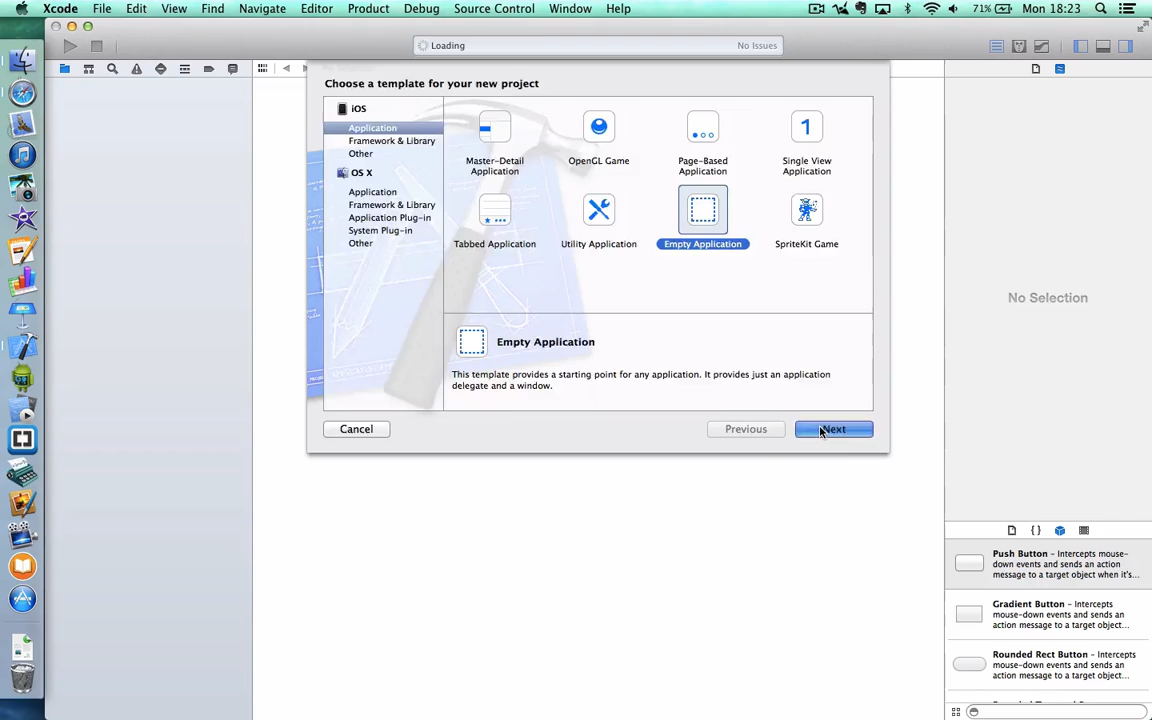 Xcode File Edit View Find Navigate Editor Product Debug Source Control Window Help 71% Mon 18:23
Loading No Issues
Choose a template for your new project
iOS
Application
Framework & Library
Other
OS X
Application
Framework & Library
Application Plug-in
System Plug-in
Other
Master-Detail
Application
OpenGL Game
Page-Based
Application
1
Single View
Application
Tabbed Application
Utility Application
Empty Application
SpriteKit Game
Empty Application
This template provides a starting point for any application. It provides just an application
delegate and a window.
Cancel
Previous
Next
No Selection
Push Button - Intercepts mouse-
down events and sends an action
message to a target object when it's...
Gradient Button - Intercepts
mouse-down events and sends an
action message to a target object...
Rounded Rect Button - Intercepts
mouse-down events and sends an
action message to a target object...